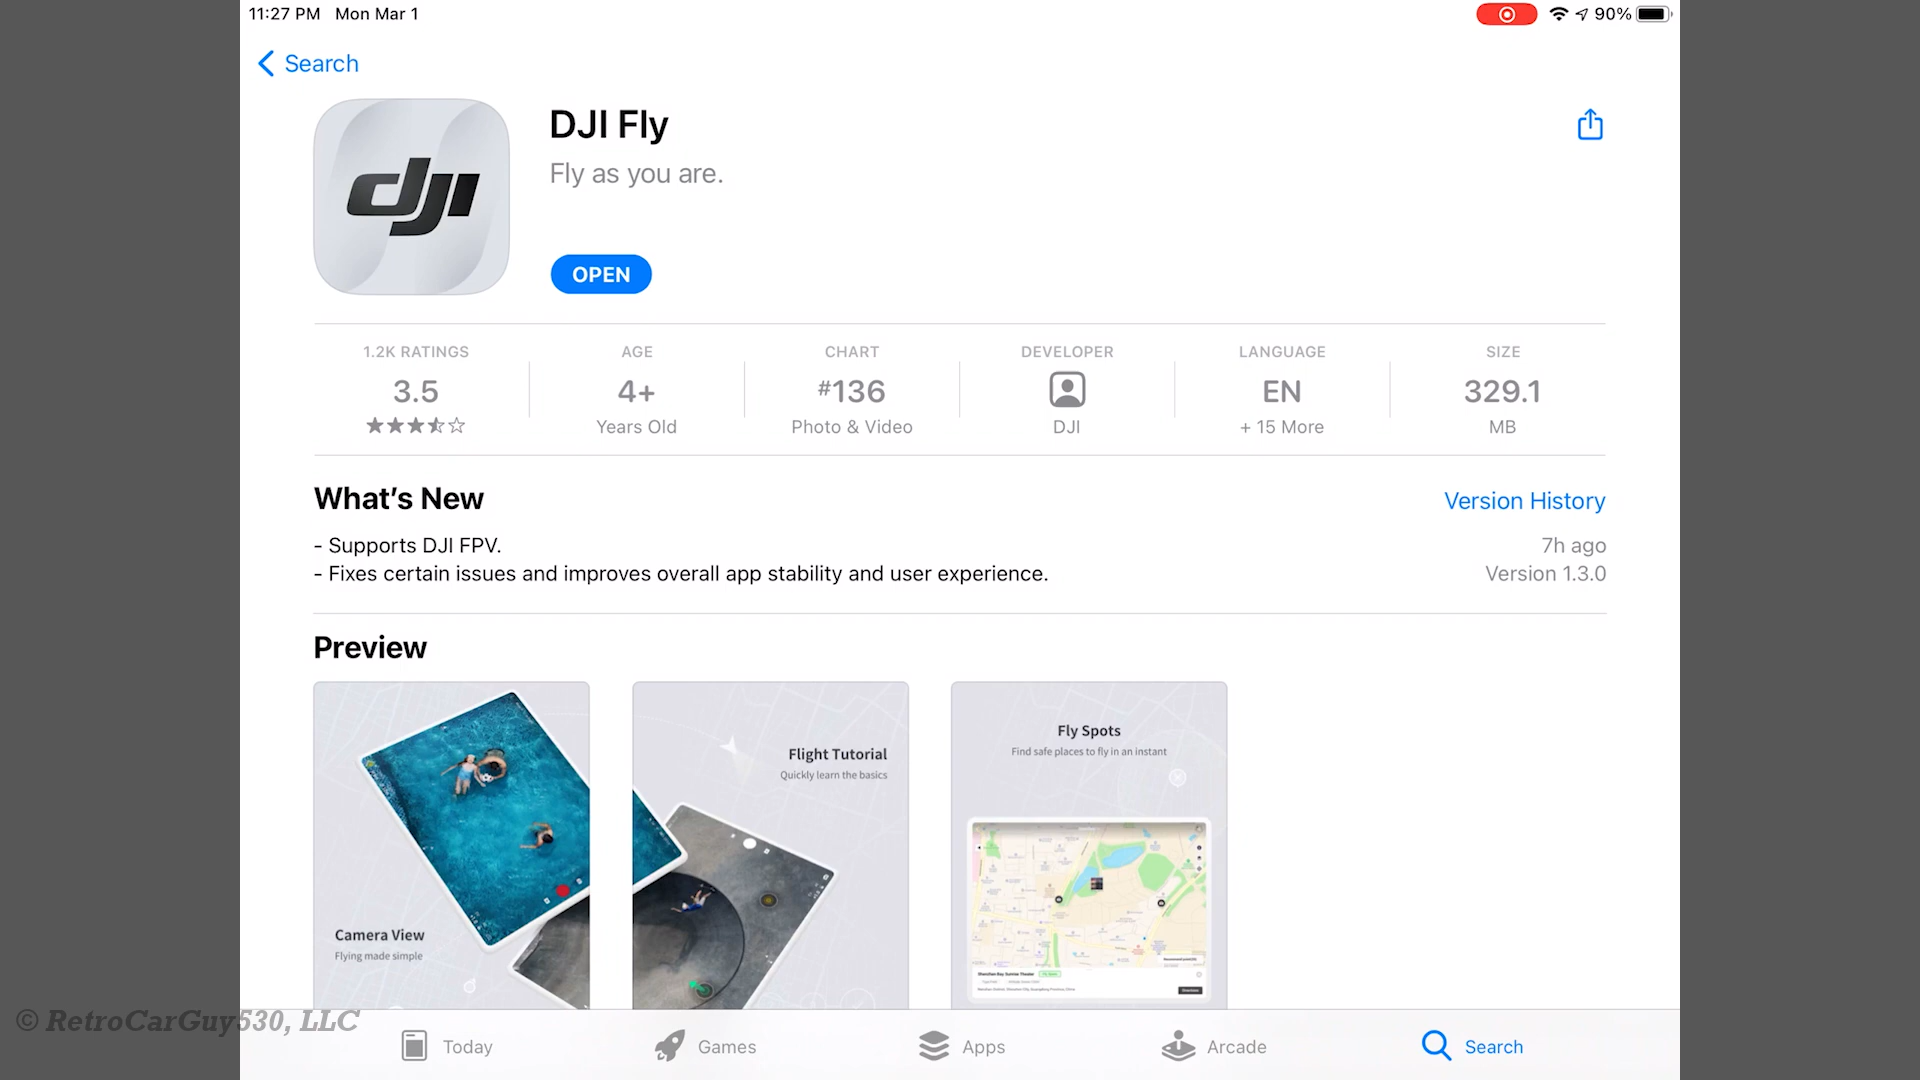 11:27 PM Mon Mar 1
90%
Search
dji
DJI Fly
Fly as you are.
OPEN
1.2K RATINGS
3.5
AGE
4+
Years Old
CHART
#136
Photo & Video
DEVELOPER
DJI
LANGUAGE
EN
+ 15 More
SIZE
329.1
MB
What's New
Version History
- Supports DJI FPV.
7h ago
- Fixes certain issues and improves overall app stability and user experience.
Version 1.3.0
Preview
Camera View
Flying made simple
Flight Tutorial
Quickly learn the basics
Fly Spots
Find safe places to fly in an instant
© RetroCarGuy530, LLC
Today
Games
Apps
Arcade
Search